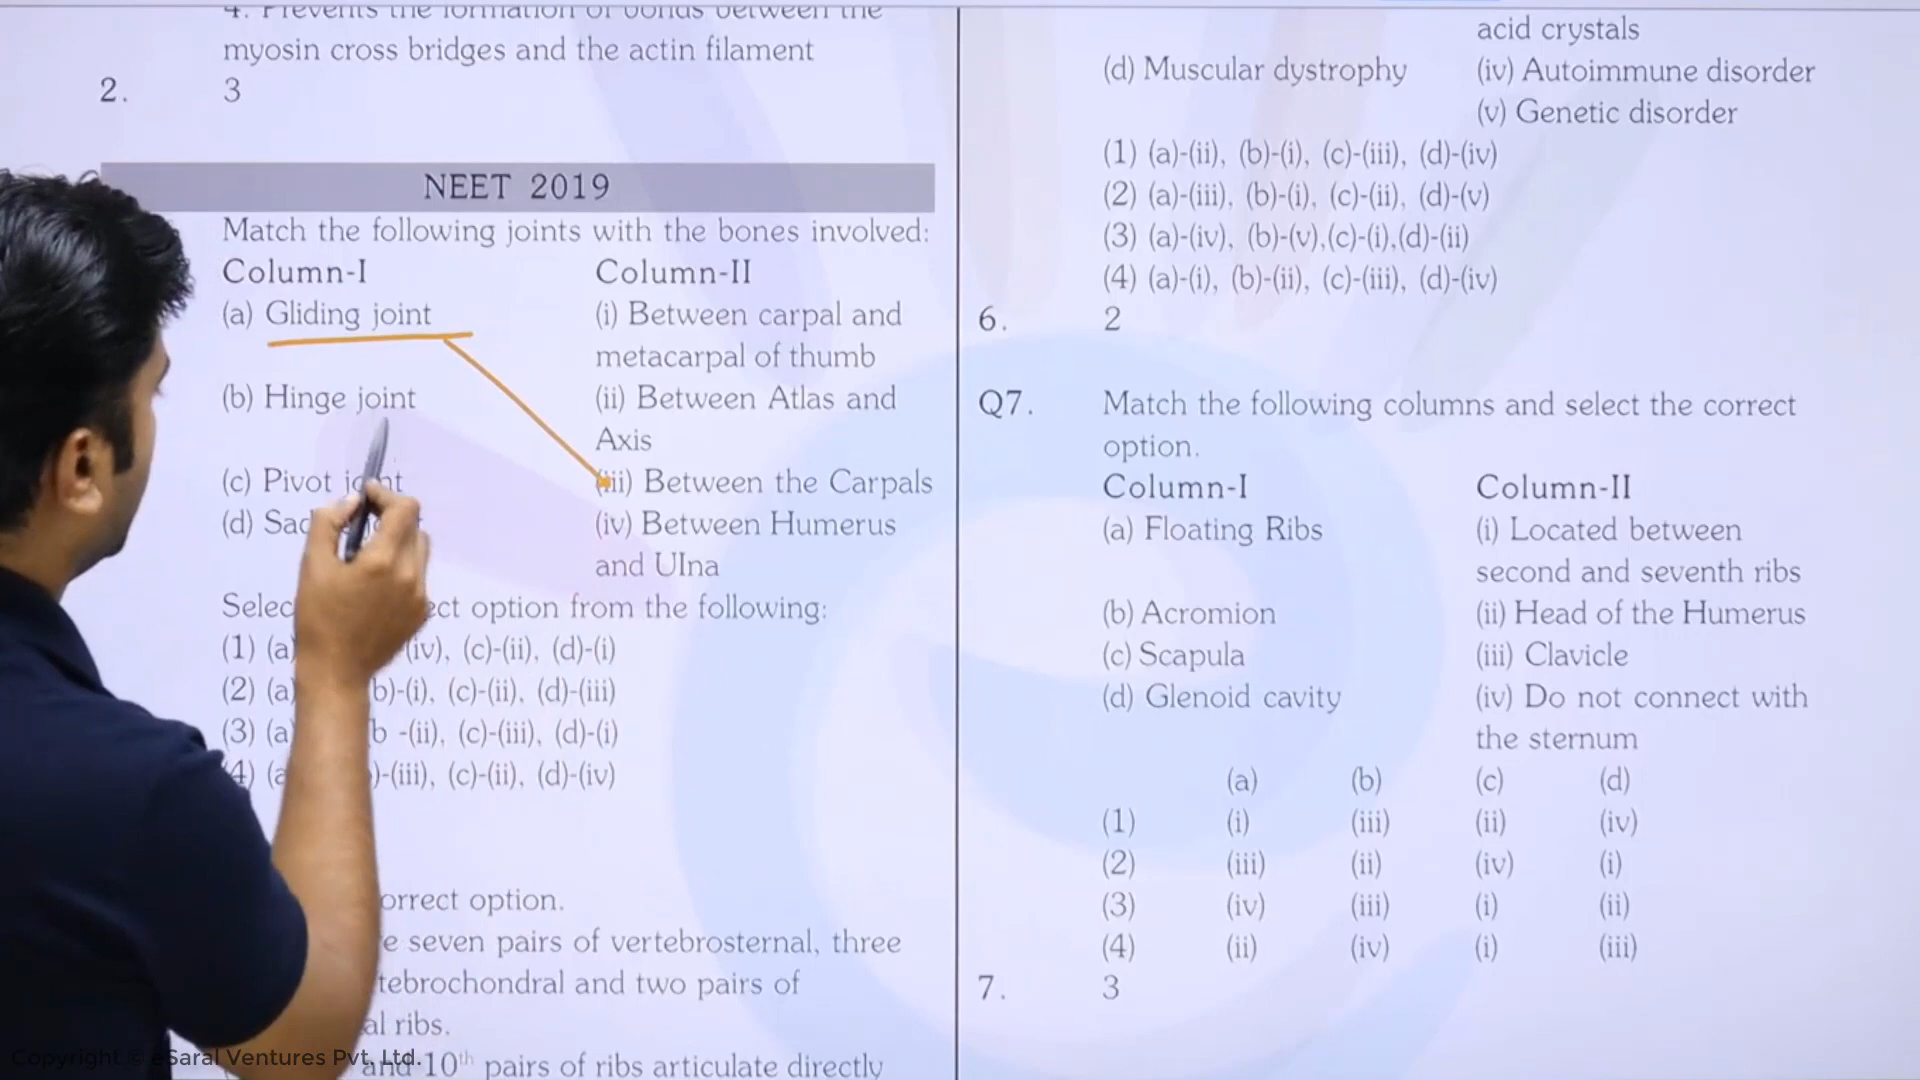 4. Prevents the formation of bonds between the
myosin cross bridges and the actin filament
2. 3
NEET 2019
Match the following joints with the bones involved:
Column-I Column-II
(a) Gliding joint (i) Between carpal and
metacarpal of thumb
(b) Hinge joint (ii) Between Atlas and
Axis
(c) Pivot (iii) Between the Carpals
(d) (iv) Between Humerus
and Ulna
option from the following:
(1) (a) (iv), (c)-(ii), (d)-(i)
(2) (a) b)-(i), (c)-(ii), (d)-(iii)
(3) (a b -(ii), (c)-(iii), (d)-(i)
4) (a )-(iii), (c)-(ii), (d)-(iv)
orrect option.
e seven pairs of vertebrosternal, three
tebrochondral and two pairs of
al ribs.
and 10th pairs of ribs articulate directly
acid crystals
(d) Muscular dystrophy (iv) Autoimmune disorder
(v) Genetic disorder
(1) (a)-(ii), (b)-(i), (c)-(iii), (d)-(iv)
(2) (a)-(iii), (b)-(i), (c)-(ii), (d)-(v)
(3) (a)-(iv), (b)-(v),(c)-(i),(d)-(ii)
(4) (a)-(i), (b)-(ii), (c)-(iii), (d)-(iv)
6. 2
Q7. Match the following columns and select the correct
option.
Column-I Column-II
(a) Floating Ribs (i) Located between
second and seventh ribs
(b) Acromion (ii) Head of the Humerus
(c) Scapula (iii) Clavicle
(d) Glenoid cavity (iv) Do not connect with
the sternum
(a) (b) (c) (d)
(1) (i) (iii) (ii) (iv)
(2) (iii) (ii) (iv) (i)
(3) (iv) (iii) (i) (ii)
(4) (ii) (iv) (i) (iii)
7. 3
Copyright © eSaral Ventures Pvt. Ltd.